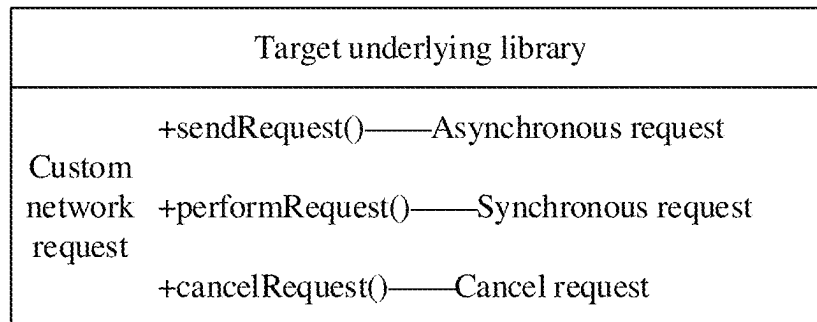 Target underlying library
+sendRequest()——Asynchronous request
Custom
network
request
+performRequest()——Synchronous request
+cancelRequest()——Cancel request